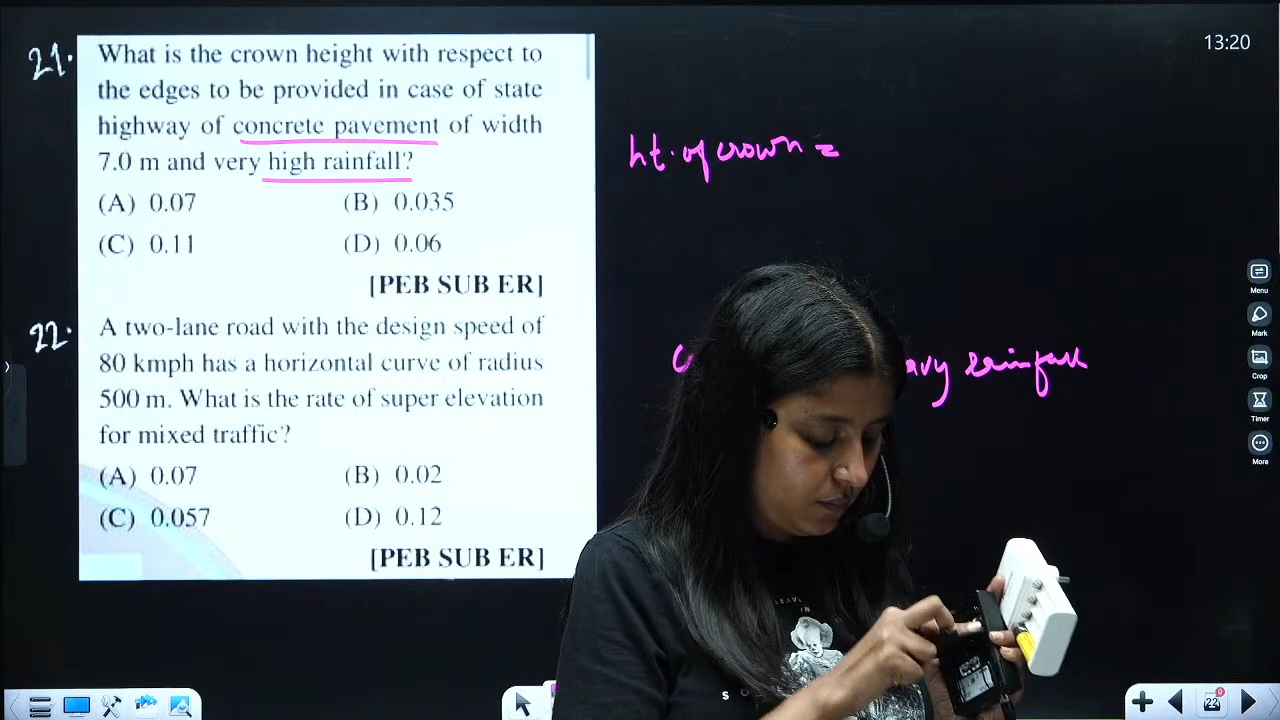 13:20
21.
What is the crown height with respect to
the edges to be provided in case of state
highway of concrete pavement of width
7.0 m and very high rainfall?
(A) 0.07 (B) 0.035
(C) 0.11 (D) 0.06
[PEB SUB ER]
ht. of crown =
22.
A two-lane road with the design speed of
80 kmph has a horizontal curve of radius
500 m. What is the rate of super elevation
for mixed traffic?
(A) 0.07 (B) 0.02
(C) 0.057 (D) 0.12
[PEB SUB ER]
rainfall
Menu
Mark
Crop
Timer
More
LEAV
IN
S O
22